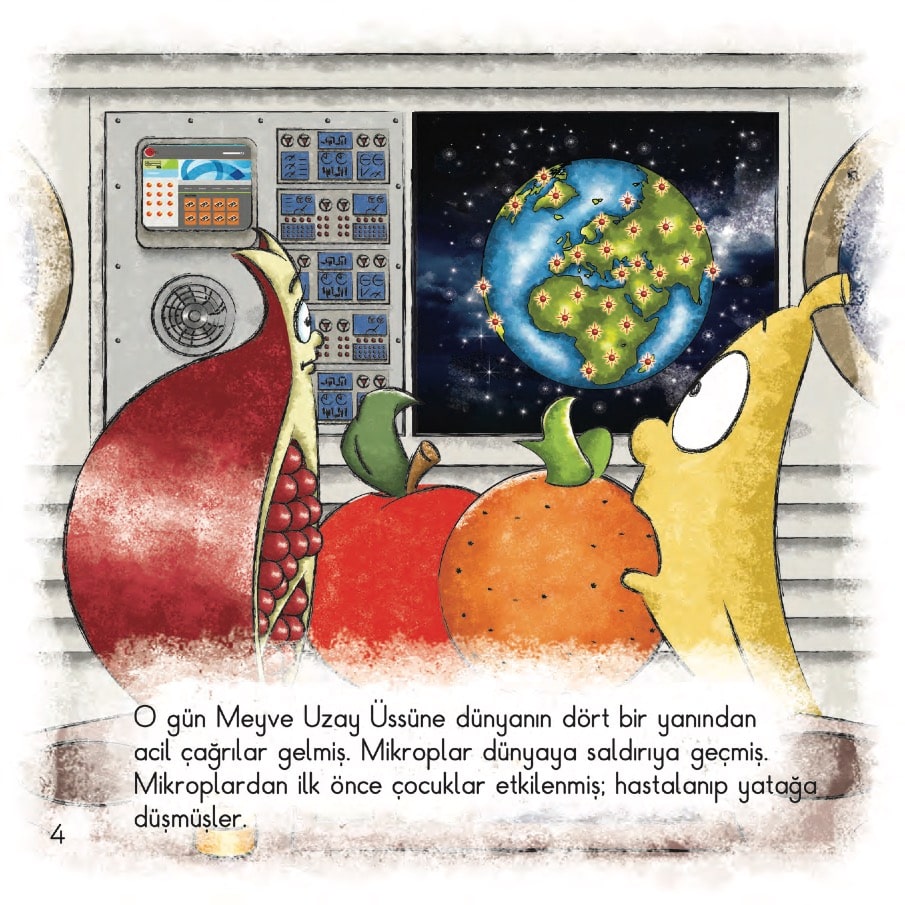 O gün Meyve Uzay Üssüne dünyanın dört bir yanından
acil çağrılar gelmiş. Mikroplar dünyaya saldırıya geçmiş.
Mikroplardan ilk önce çocuklar etkilenmiş; hastalanıp yatağa
düşmüşler.
4